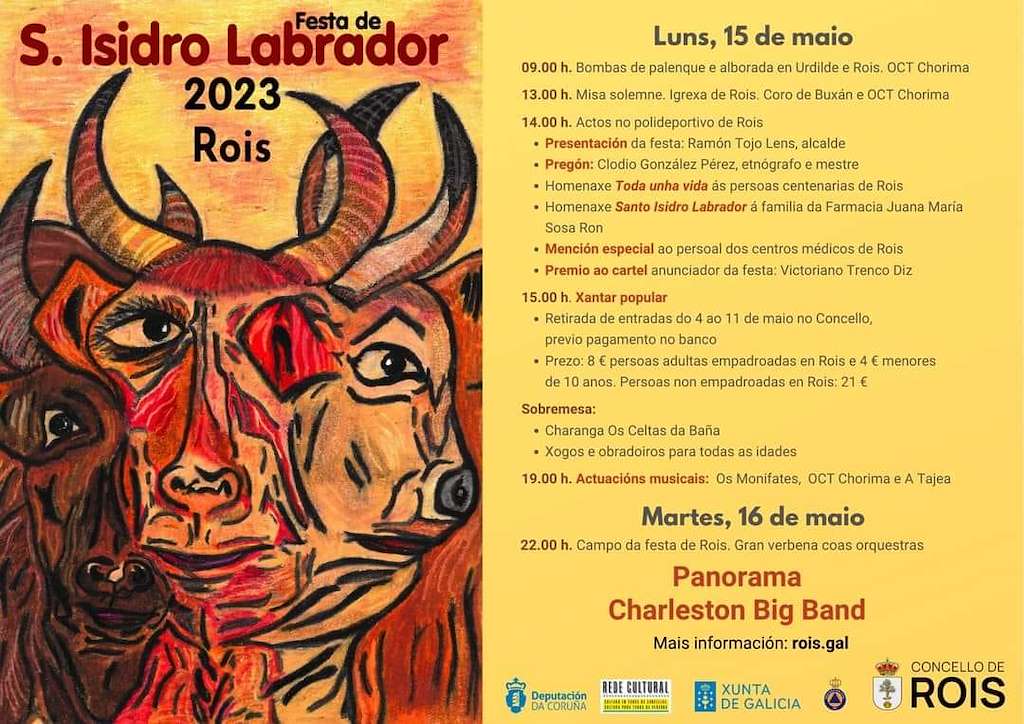 Festa de
S. Isidro Labrador
2023
Rois
Luns, 15 de maio
09.00 h. Bombas de palenque e alborada en Urdilde e Rois. OCT Chorima
13.00 h. Misa solemne. Igrexa de Rois. Coro de Buxán e OCT Chorima
14.00 h. Actos no polideportivo de Rois
• Presentación da festa: Ramón Tojo Lens, alcalde
• Pregón: Clodio González Pérez, etnógrafo e mestre
• Homenaxe Toda unha vida ás persoas centenarias de Rois
• Homenaxe Santo Isidro Labrador á familia da Farmacia Juana María
Sosa Ron
• Mención especial ao persoal dos centros médicos de Rois
• Premio ao cartel anunciador da festa: Victoriano Trenco Diz
15.00 h. Xantar popular
• Retirada de entradas do 4 ao 11 de maio no Concello,
previo pagamento no banco
• Prezo: 8 € persoas adultas empadroadas en Rois e 4 € menores
de 10 anos. Persoas non empadroadas en Rois: 21 €
Sobremesa:
• Charanga Os Celtas da Baña
• Xogos e obradoiros para todas as idades
19.00 h. Actuacións musicais: Os Monifates, OCT Chorima e A Tajea
Martes, 16 de maio
22.00 h. Campo da festa de Rois. Gran verbena coas orquestras
Panorama
Charleston Big Band
Mais información: rois.gal
Deputación
DA CORUÑA
REDE CULTURAL
XUNTA
DE GALICIA
CONCELLO DE
ROIS